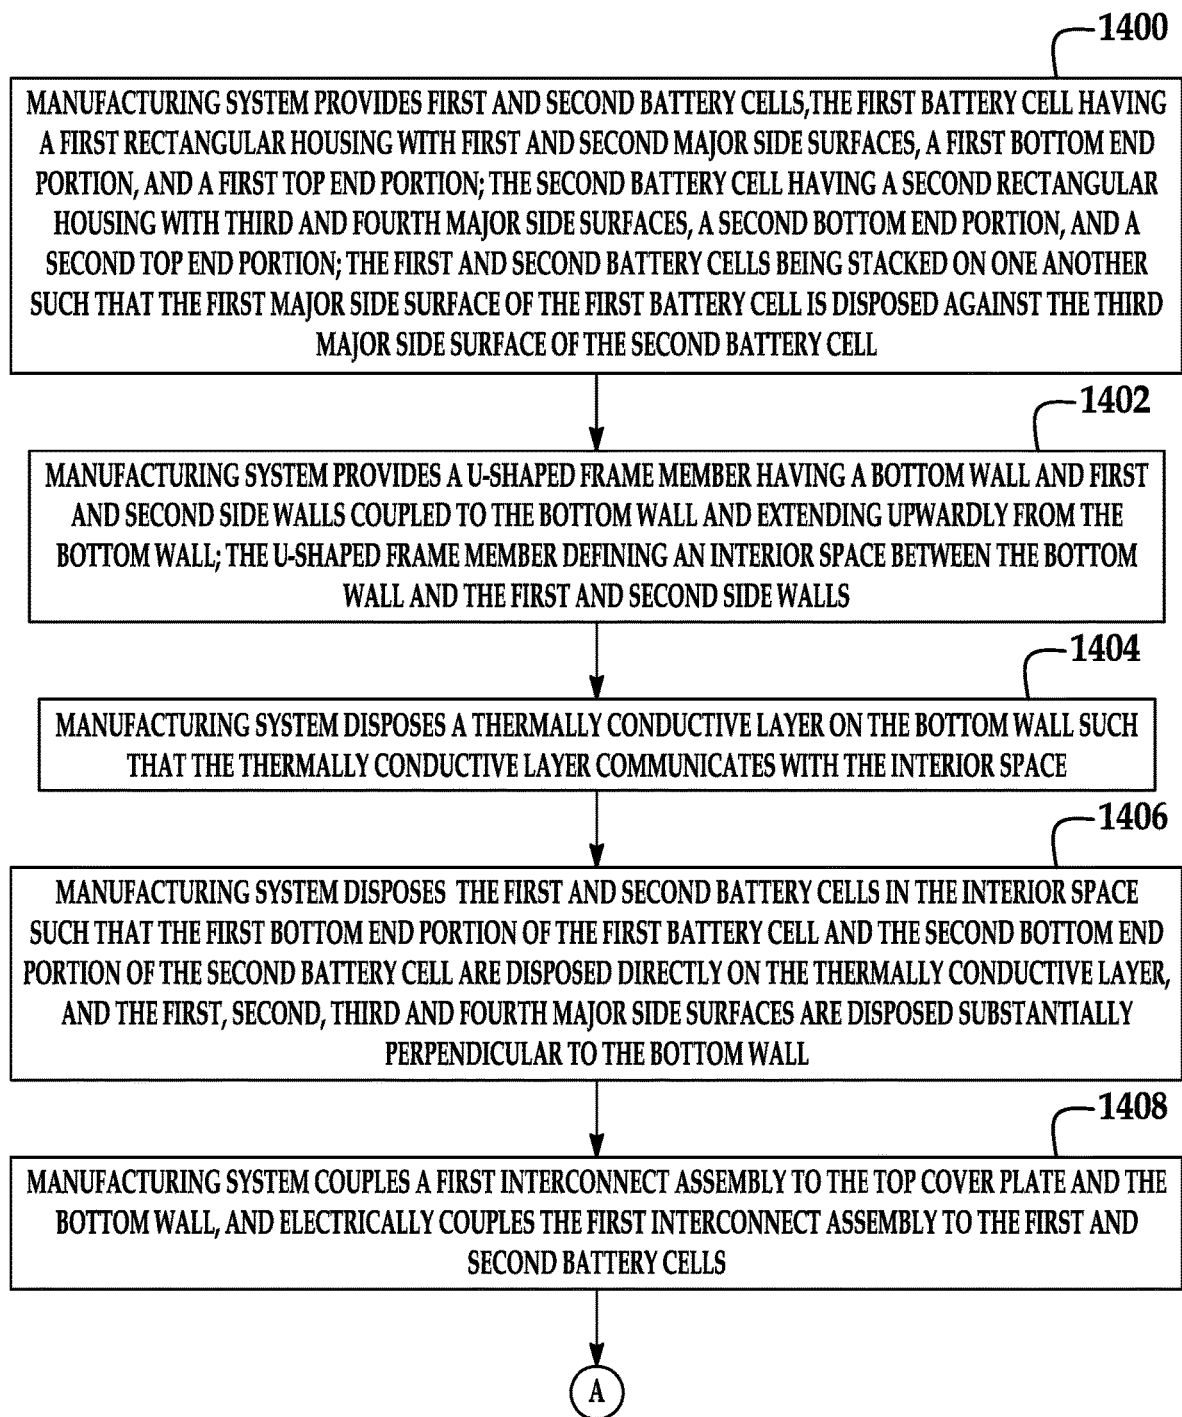 1400
MANUFACTURING SYSTEM PROVIDES FIRST AND SECOND BATTERY CELLS,THE FIRST BATTERY CELL HAVING
A FIRST RECTANGULAR HOUSING WITH FIRST AND SECOND MAJOR SIDE SURFACES, A FIRST BOTTOM END
PORTION, AND A FIRST TOP END PORTION; THE SECOND BATTERY CELL HAVING A SECOND RECTANGULAR
HOUSING WITH THIRD AND FOURTH MAJOR SIDE SURFACES, A SECOND BOTTOM END PORTION, AND A
SECOND TOP END PORTION; THE FIRST AND SECOND BATTERY CELLS BEING STACKED ON ONE ANOTHER
SUCH THAT THE FIRST MAJOR SIDE SURFACE OF THE FIRST BATTERY CELL IS DISPOSED AGAINST THE THIRD
MAJOR SIDE SURFACE OF THE SECOND BATTERY CELL
1402
MANUFACTURING SYSTEM PROVIDES A U-SHAPED FRAME MEMBER HAVING A BOTTOM WALL AND FIRST
AND SECOND SIDE WALLS COUPLED TO THE BOTTOM WALL AND EXTENDING UPWARDLY FROM THE
BOTTOM WALL; THE U-SHAPED FRAME MEMBER DEFINING AN INTERIOR SPACE BETWEEN THE BOTTOM
WALL AND THE FIRST AND SECOND SIDE WALLS
1404
MANUFACTURING SYSTEM DISPOSES A THERMALLY CONDUCTIVE LAYER ON THE BOTTOM WALL SUCH
THAT THE THERMALLY CONDUCTIVE LAYER COMMUNICATES WITH THE INTERIOR SPACE
1406
MANUFACTURING SYSTEM DISPOSES THE FIRST AND SECOND BATTERY CELLS IN THE INTERIOR SPACE
SUCH THAT THE FIRST BOTTOM END PORTION OF THE FIRST BATTERY CELL AND THE SECOND BOTTOM END
PORTION OF THE SECOND BATTERY CELL ARE DISPOSED DIRECTLY ON THE THERMALLY CONDUCTIVE LAYER,
AND THE FIRST, SECOND, THIRD AND FOURTH MAJOR SIDE SURFACES ARE DISPOSED SUBSTANTIALLY
PERPENDICULAR TO THE BOTTOM WALL
1408
MANUFACTURING SYSTEM COUPLES A FIRST INTERCONNECT ASSEMBLY TO THE TOP COVER PLATE AND THE
BOTTOM WALL, AND ELECTRICALLY COUPLES THE FIRST INTERCONNECT ASSEMBLY TO THE FIRST AND
SECOND BATTERY CELLS
A